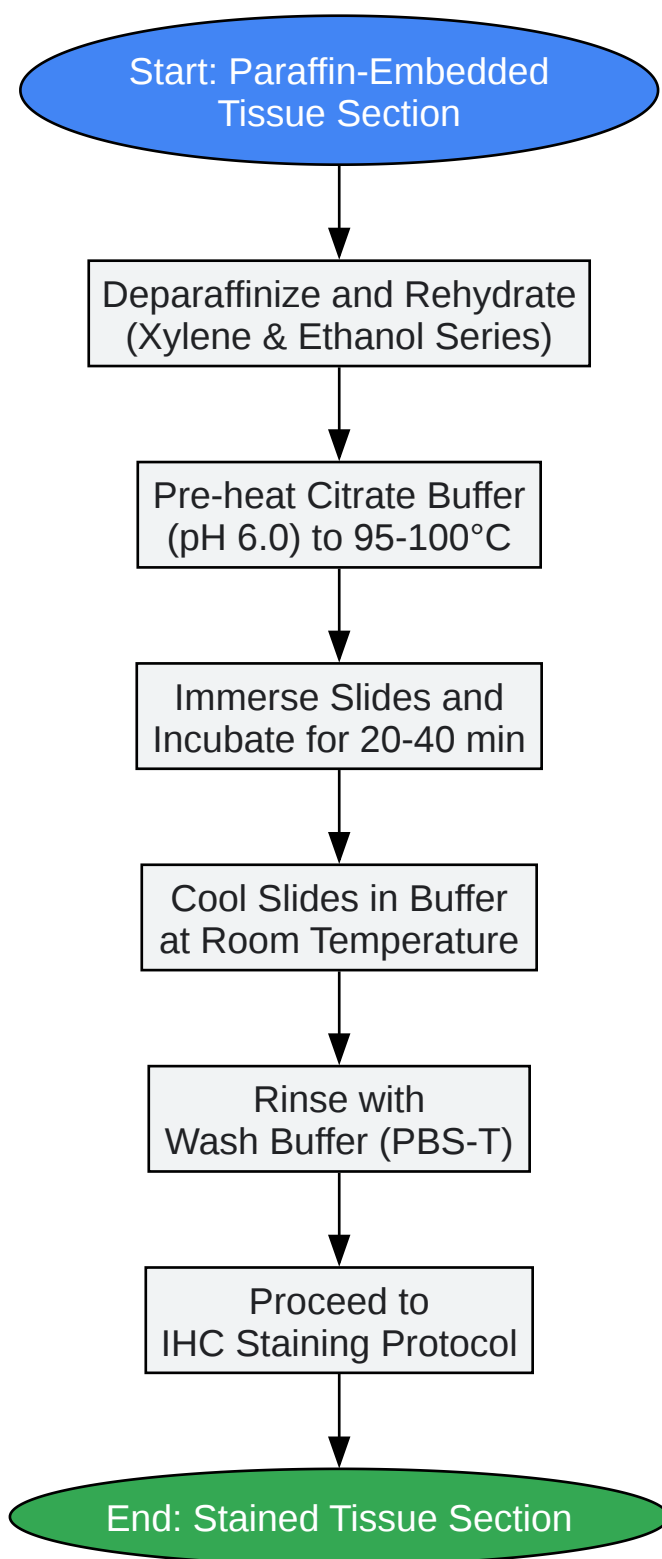 Start: Paraffin-Embedded
Tissue Section
Deparaffinize and Rehydrate
(Xylene & Ethanol Series)
Pre-heat Citrate Buffer
(pH 6.0) to 95-100°C
Immerse Slides and
Incubate for 20-40 min
Cool Slides in Buffer
at Room Temperature
Rinse with
Wash Buffer (PBS-T)
Proceed to
IHC Staining Protocol
End: Stained Tissue Section